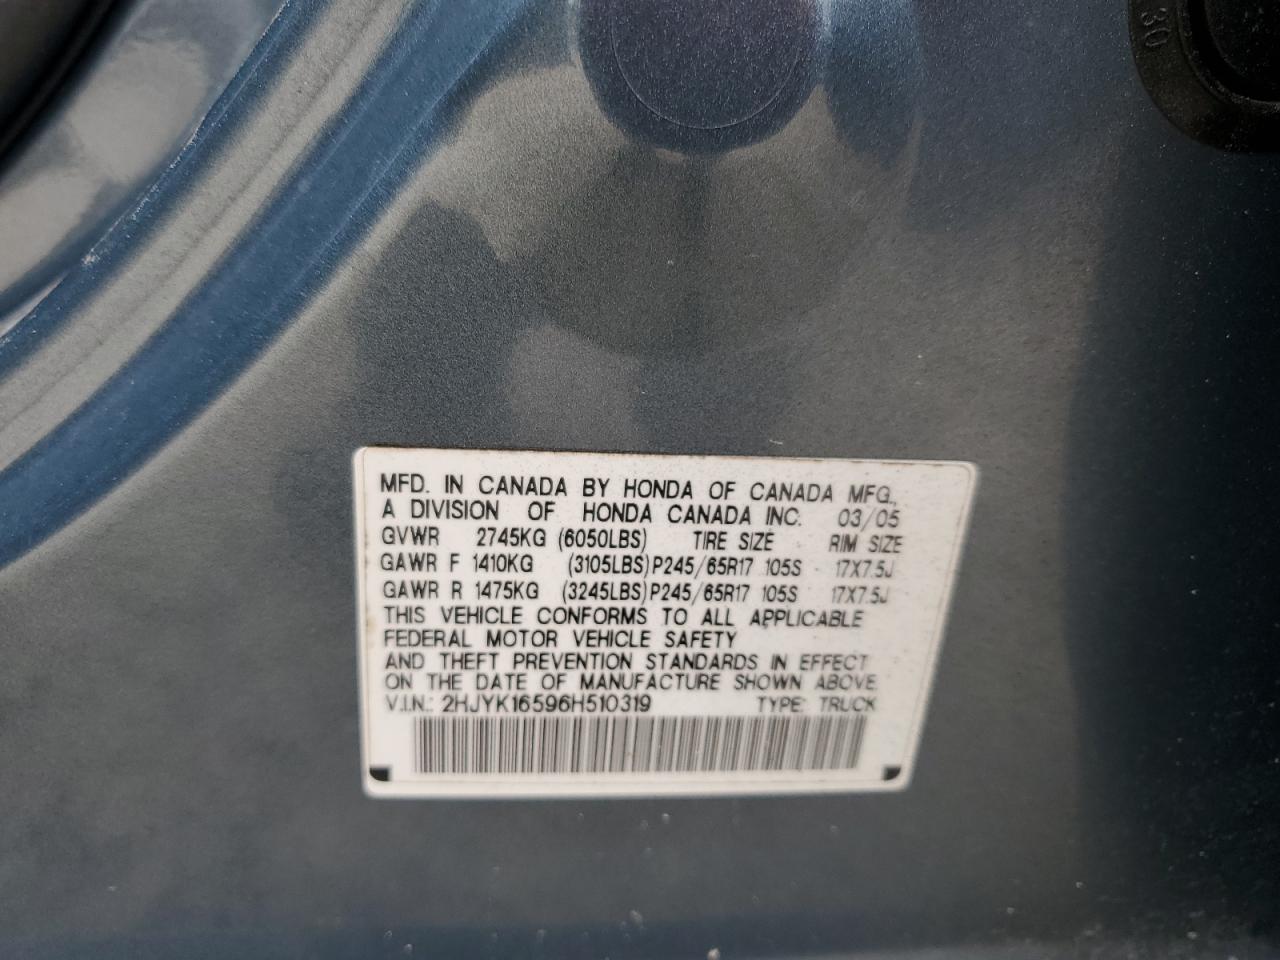 30
MFD. IN CANADA BY HONDA OF CANADA MFG.,
A DIVISION OF HONDA CANADA INC. 03/05
GVWR 2745KG (6050LBS) TIRE SIZE RIM SIZE
GAWR F 1410KG (3105LBS) P245/65R17 105S 17X7.5J
GAWR R 1475KG (3245LBS) P245/65R17 105S 17X7.5J
THIS VEHICLE CONFORMS TO ALL APPLICABLE
FEDERAL MOTOR VEHICLE SAFETY
AND THEFT PREVENTION STANDARDS IN EFFECT
ON THE DATE OF MANUFACTURE SHOWN ABOVE
V.I.N.: 2HJYK16596H510319 TYPE: TRUCK